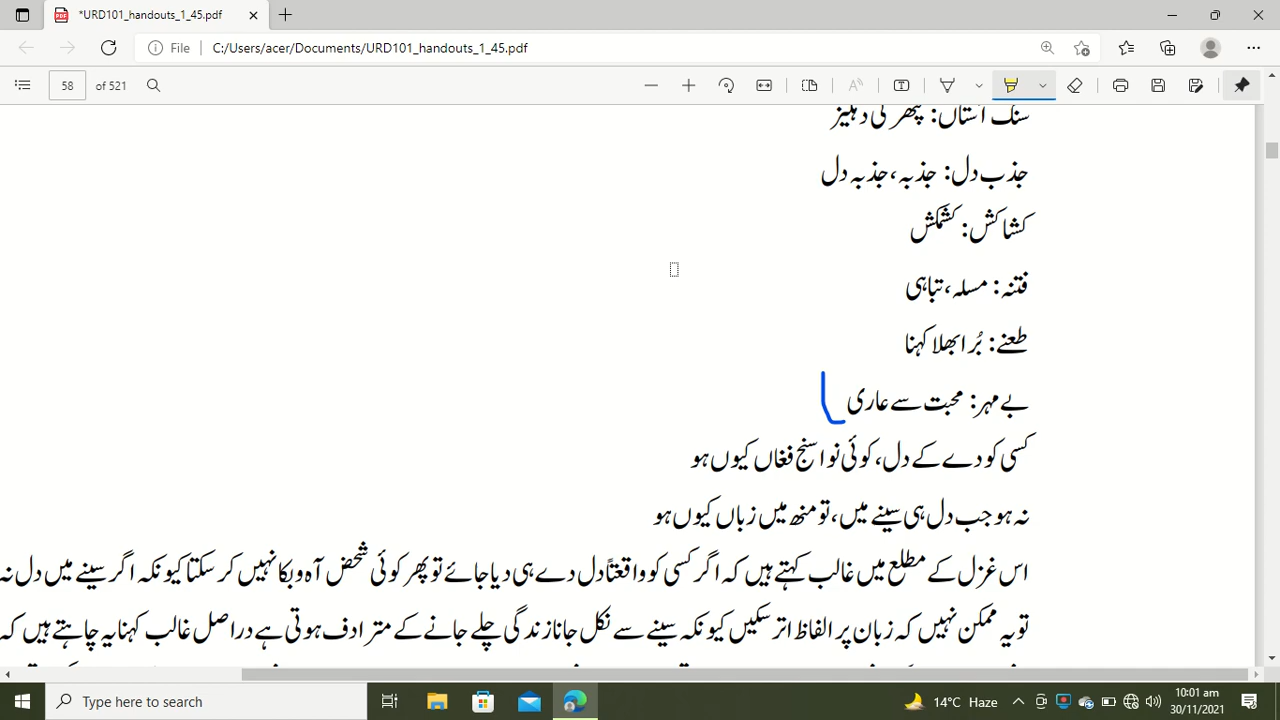 *URD101_handouts_1_45.pdf
File C:/Users/acer/Documents/URD101_handouts_1_45.pdf
58 of 521
سنگ آستاں: پتھر کی دہلیز
جذب دل: جذبہ، جذبہ دل
کشاکش: کشمکش
فتنہ: مسلہ، تباہی
طعنے: بُرا بھلا کہنا
بے مہر: محبت سے عاری
کسی کو دے کے دل، کوئی نوا سنج فغاں کیوں ہو
نہ ہو جب دل ہی سینے میں، تو منھ میں زباں کیوں ہو
اس غزل کے مطلع میں غالب کہتے ہیں کہ اگر کسی کو واقعتاً دل دے ہی دیا جائے تو پھر کوئی شخص آہ و بکا نہیں کر سکتا کیونکہ اگر سینے میں دل نہ
تو یہ ممکن نہیں کہ زبان پر الفاظ اتر سکیں کیونکہ سینے سے نکل جانا زندگی چلے جانے کے مترادف ہوتی ہے دراصل غالب کہنا یہ چاہتے ہیں کہ
Type here to search
14°C Haze
10:01 am
30/11/2021